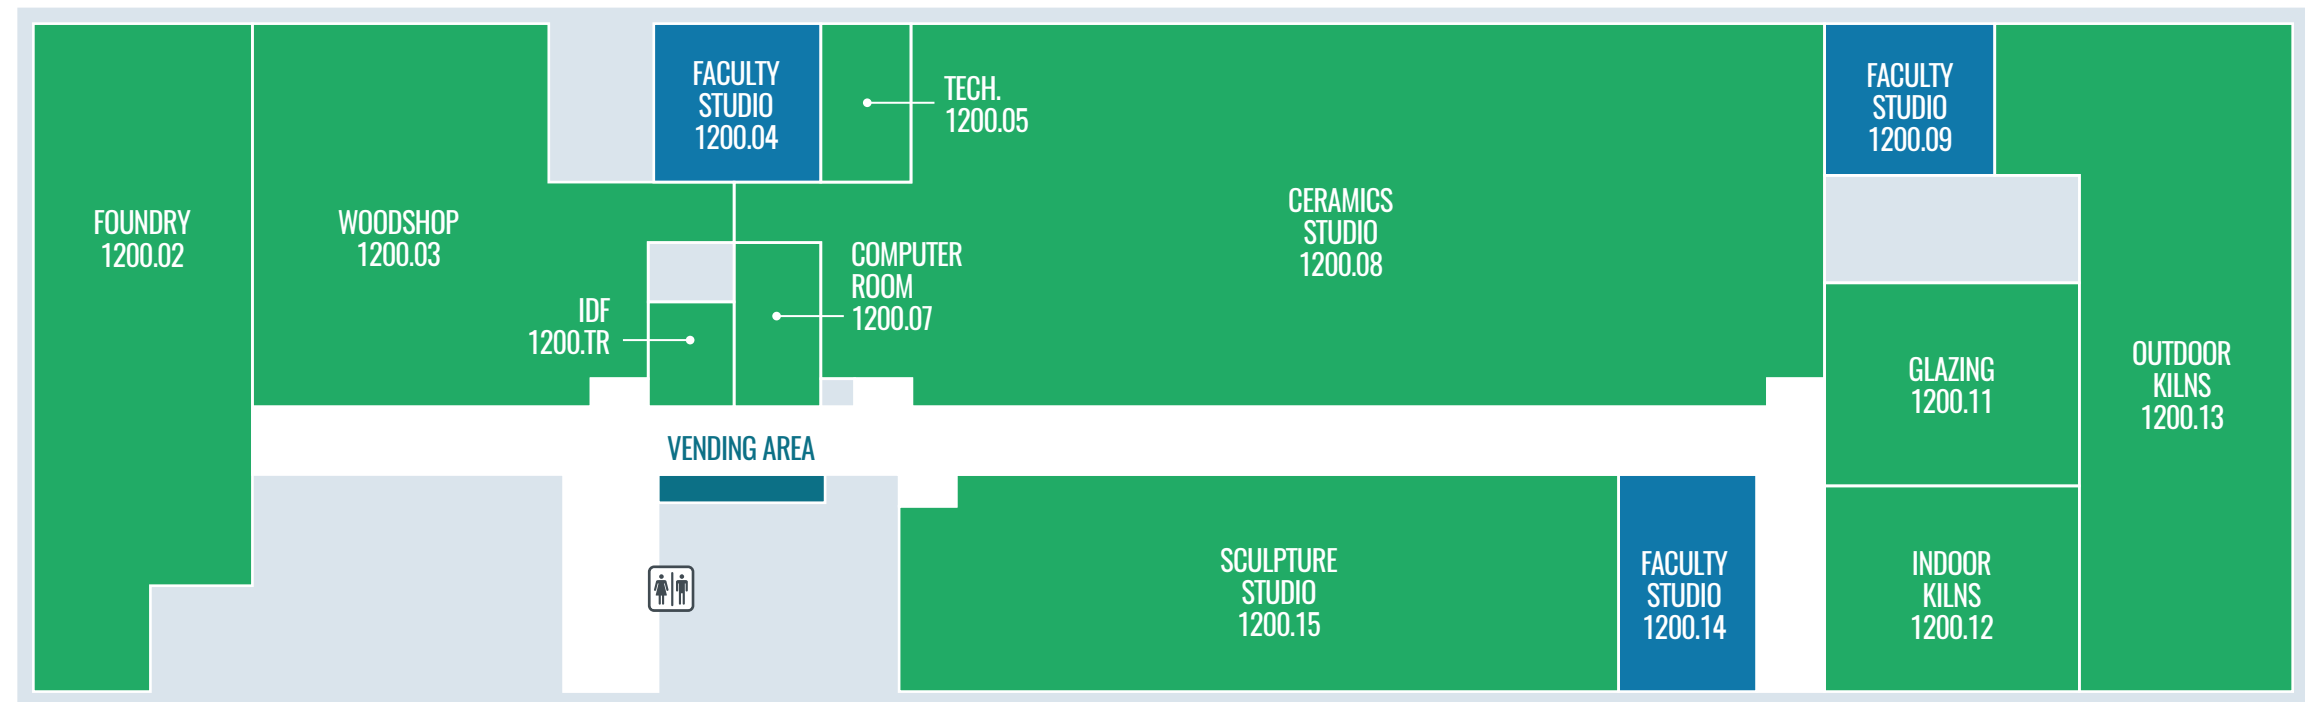 FOUNDRY
1200.02
WOODSHOP
1200.03
FACULTY
STUDIO
1200.04
TECH.
1200.05
IDF
1200.TR
COMPUTER
ROOM
1200.07
CERAMICS
STUDIO
1200.08
FACULTY
STUDIO
1200.09
GLAZING
1200.11
OUTDOOR
KILNS
1200.13
VENDING AREA
SCULPTURE
STUDIO
1200.15
FACULTY
STUDIO
1200.14
INDOOR
KILNS
1200.12